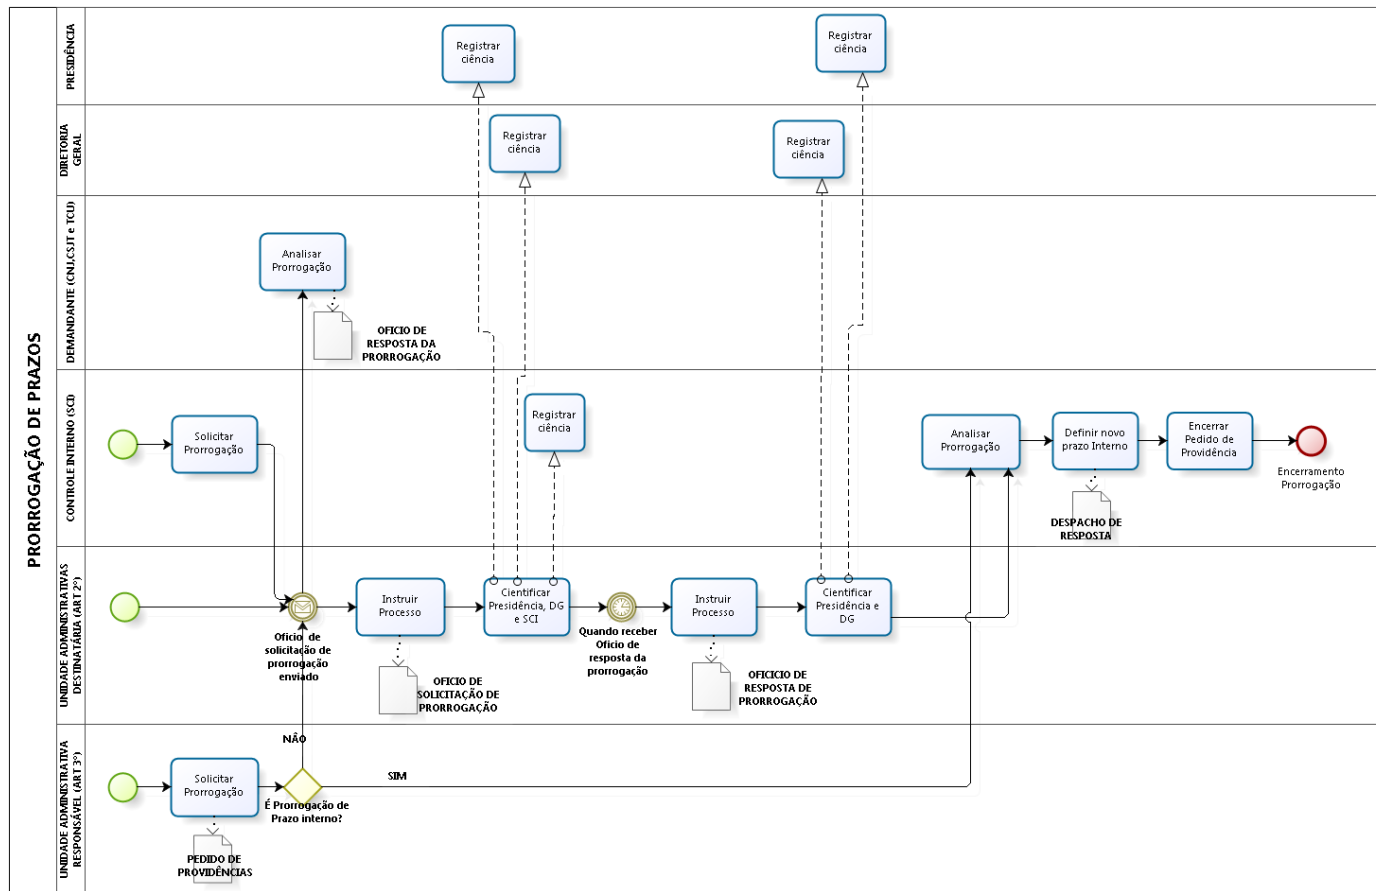 PRORROGAÇÃO DE PRAZOS
PRESIDÊNCIA
Registrar
ciência
Registrar
ciência
DIRETORIA
GERAL
Registrar
ciência
Registrar
ciência
DEMANDANTE (CNJ,CSJT e TCU)
Analisar
Prorrogação
OFICIO DE
RESPOSTA DA
PRORROGAÇÃO
CONTROLE INTERNO (SCI)
Solicitar
Prorrogação
Registrar
ciência
Analisar
Prorrogação
Definir novo
prazo Interno
Encerrar
Pedido de
Providência
Encerramento
Prorrogação
DESPACHO DE
RESPOSTA
UNIDADE ADMINISTRATIVAS
DESTINATÁRIA (ART 2º)
Oficio de
solicitação de
prorrogação
enviado
Instruir
Processo
OFICIO DE
SOLICITAÇÃO DE
PRORROGAÇÃO
Cientificar
Presidência, DG
e SCI
Quando receber
Oficio de
resposta da
prorrogação
Instruir
Processo
OFICICIO DE
RESPOSTA DE
PRORROGAÇÃO
Cientificar
Presidência e
DG
UNIDADE ADMINISTRATIVA
RESPONSÁVEL (ART 3º)
Solicitar
Prorrogação
PEDIDO DE
PROVIDÊNCIAS
NÃO
SIM
É Prorrogação de
Prazo interno?